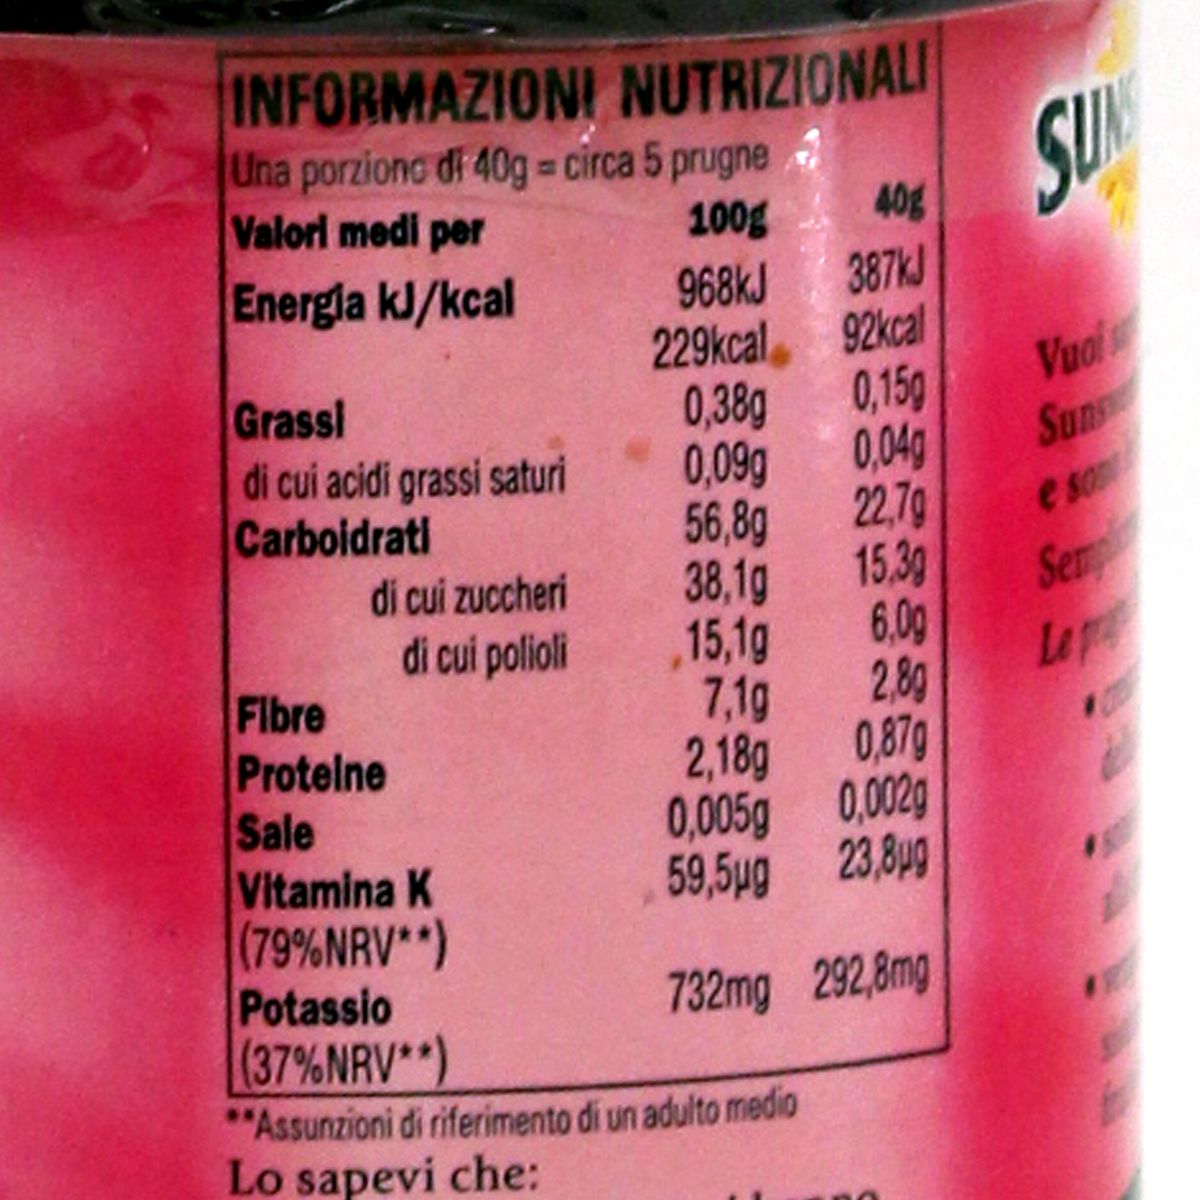 INFORMAZIONI NUTRIZIONALI
Una porzione di 40g = circa 5 prugne
Valori medi per 100g 40g
Energia kJ/kcal 968kJ 387kJ
229kcal 92kcal
Grassi 0,38g 0,15g
di cui acidi grassi saturi 0,09g 0,04g
Carboidrati 56,8g 22,7g
di cui zuccheri 38,1g 15,3g
di cui polioli 15,1g 6,0g
Fibre 7,1g 2,8g
Proteine 2,18g 0,87g
Sale 0,005g 0,002g
Vitamina K 59,5µg 23,8µg
(79%NRV**)
Potassio 732mg 292,8mg
(37%NRV**)
**Assunzioni di riferimento di un adulto medio
Lo sapevi che:
Vuoi
Le